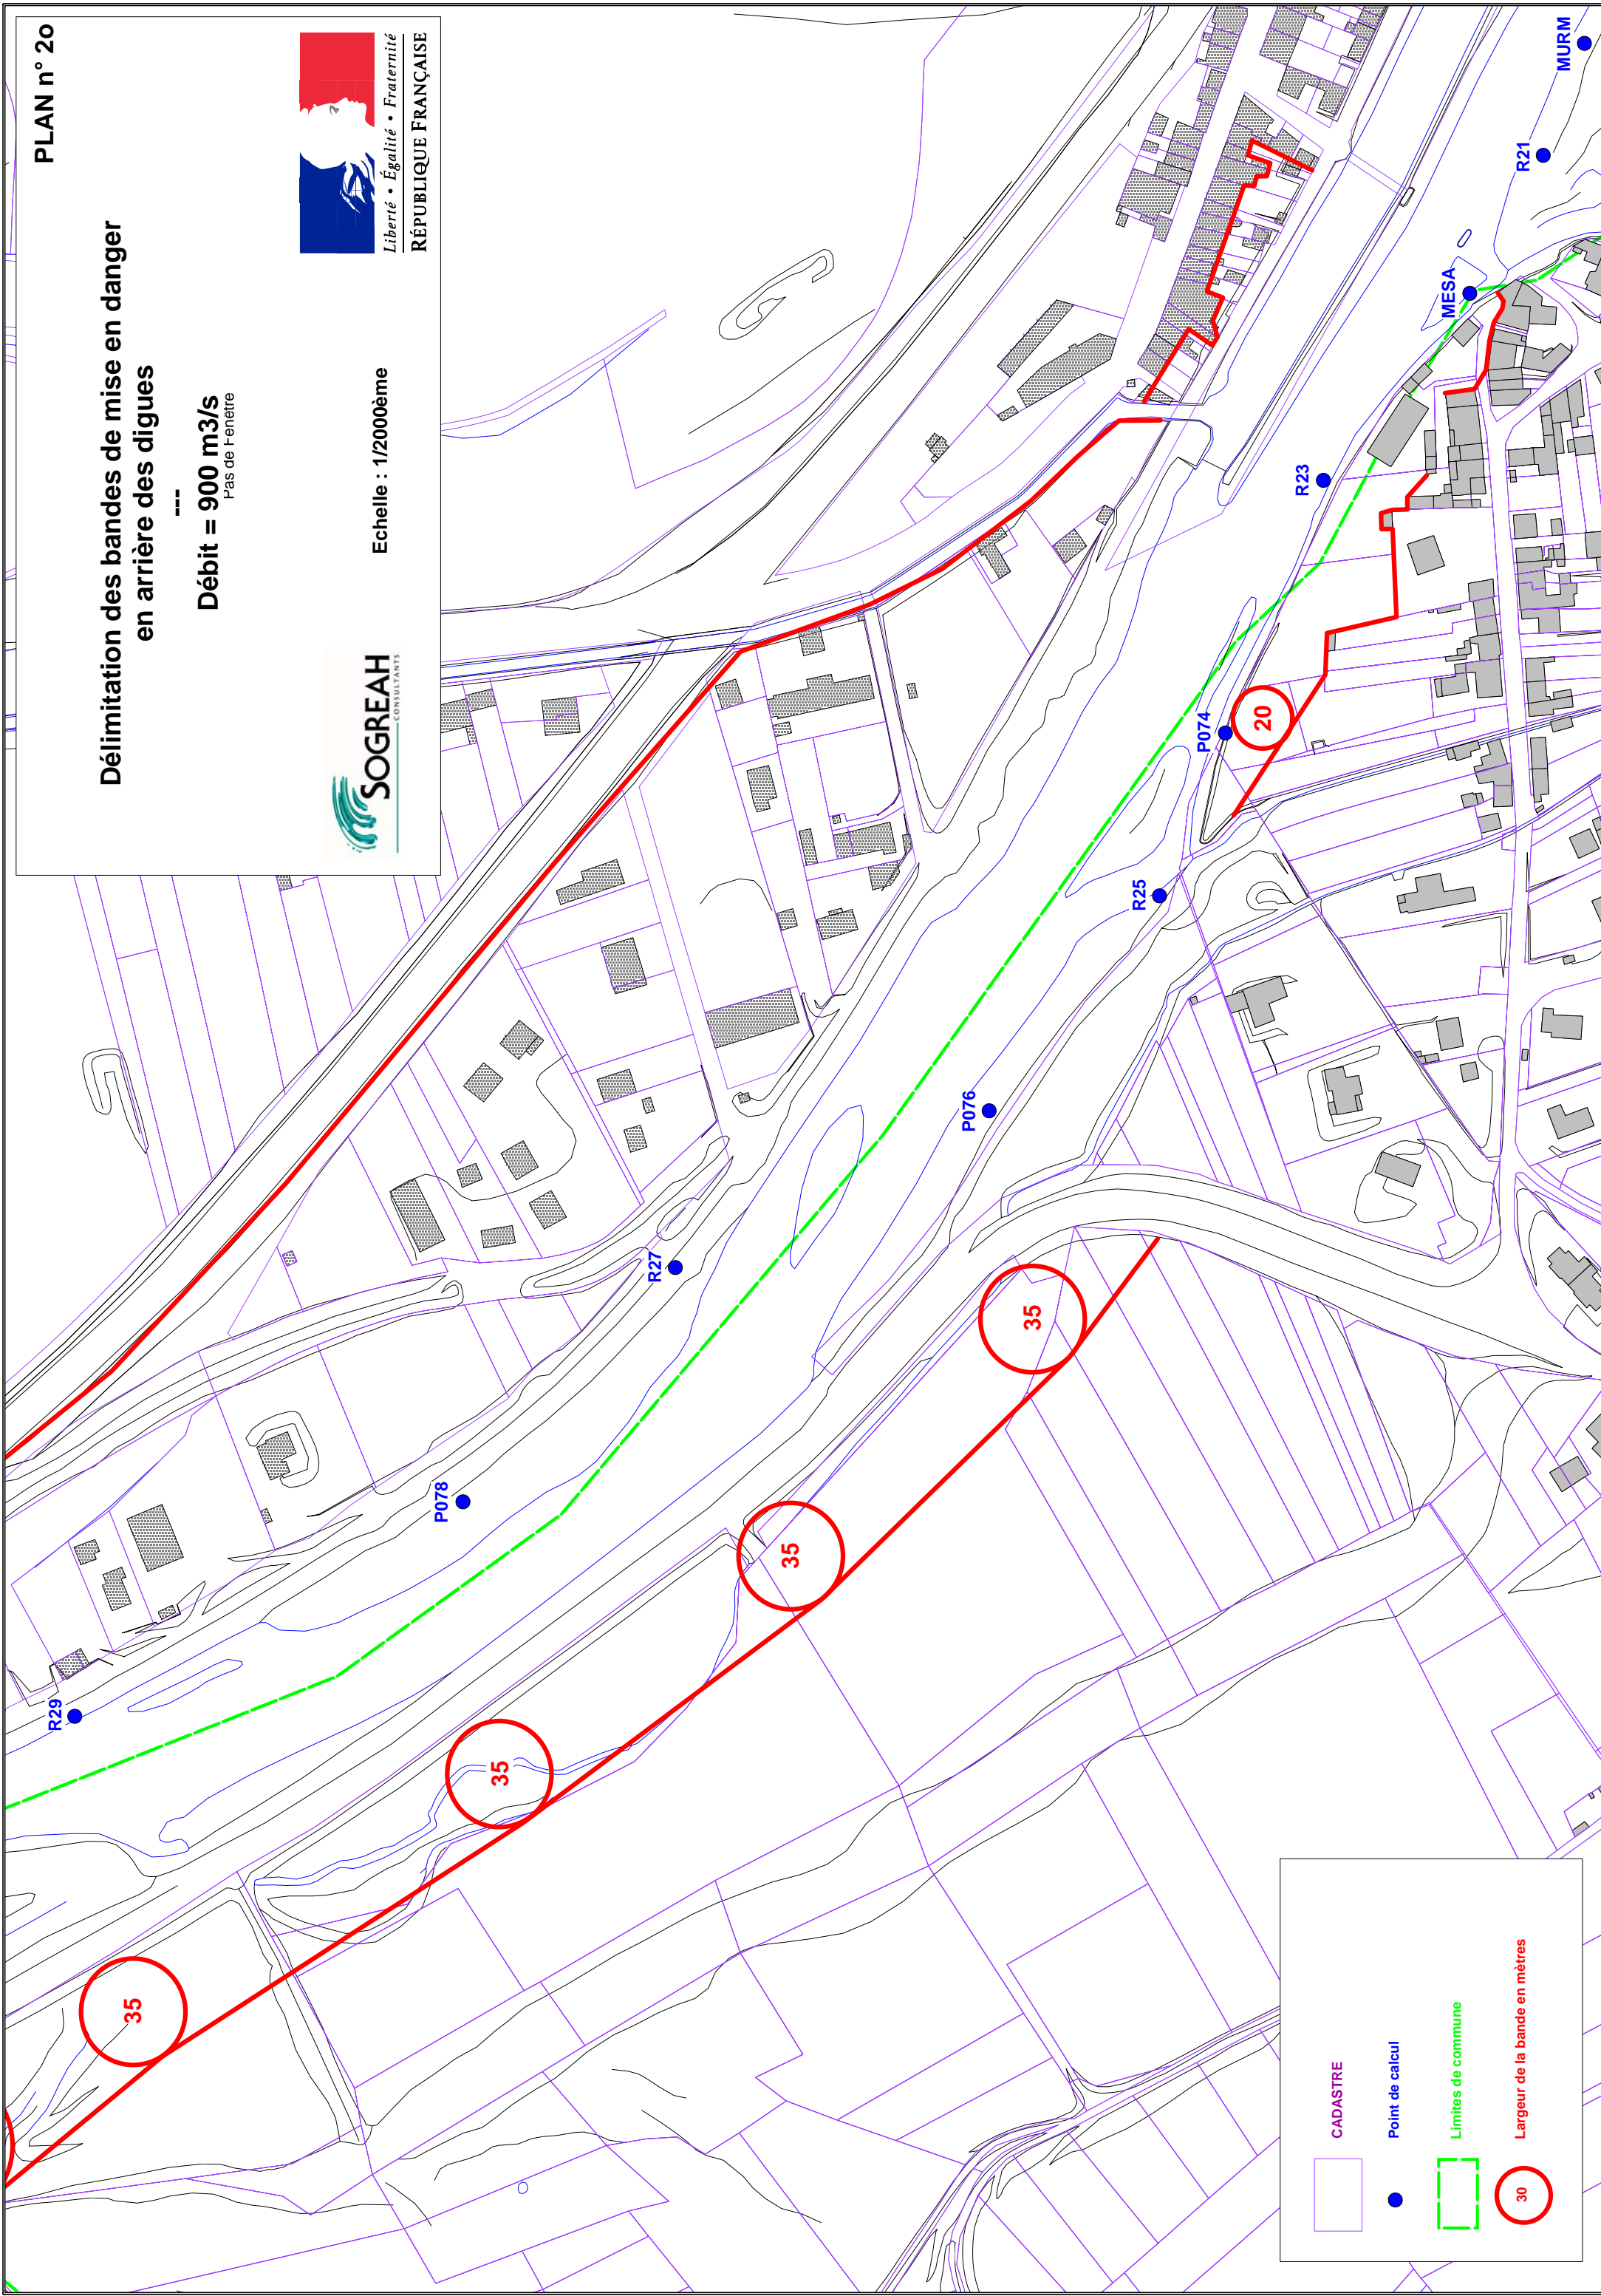 PLAN n° 2o
Délimitation des bandes de mise en danger
en arrière des digues
---
Débit = 900 m3/s
Pas de Fenêtre
Echelle : 1/2000ème
SOGREAH
CONSULTANTS
Liberté • Égalité • Fraternité
RÉPUBLIQUE FRANÇAISE
R29
P078
R27
P076
R25
P074
R23
MESA
R21
MURM
35
35
35
35
20
CADASTRE
Point de calcul
Limites de commune
30
Largeur de la bande en mètres